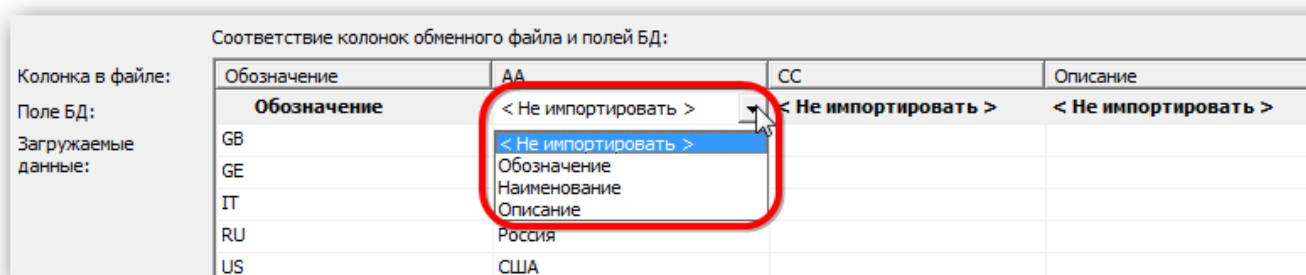 Соответствие колонок обменного файла и полей БД:
Колонка в файле: Обозначение АА СС Описание
Поле БД: Обозначение < Не импортировать > < Не импортировать > < Не импортировать >
Загружаемые данные:
GB
< Не импортировать >
Обозначение
GE
Наименование
IT
Описание
RU Россия
US США